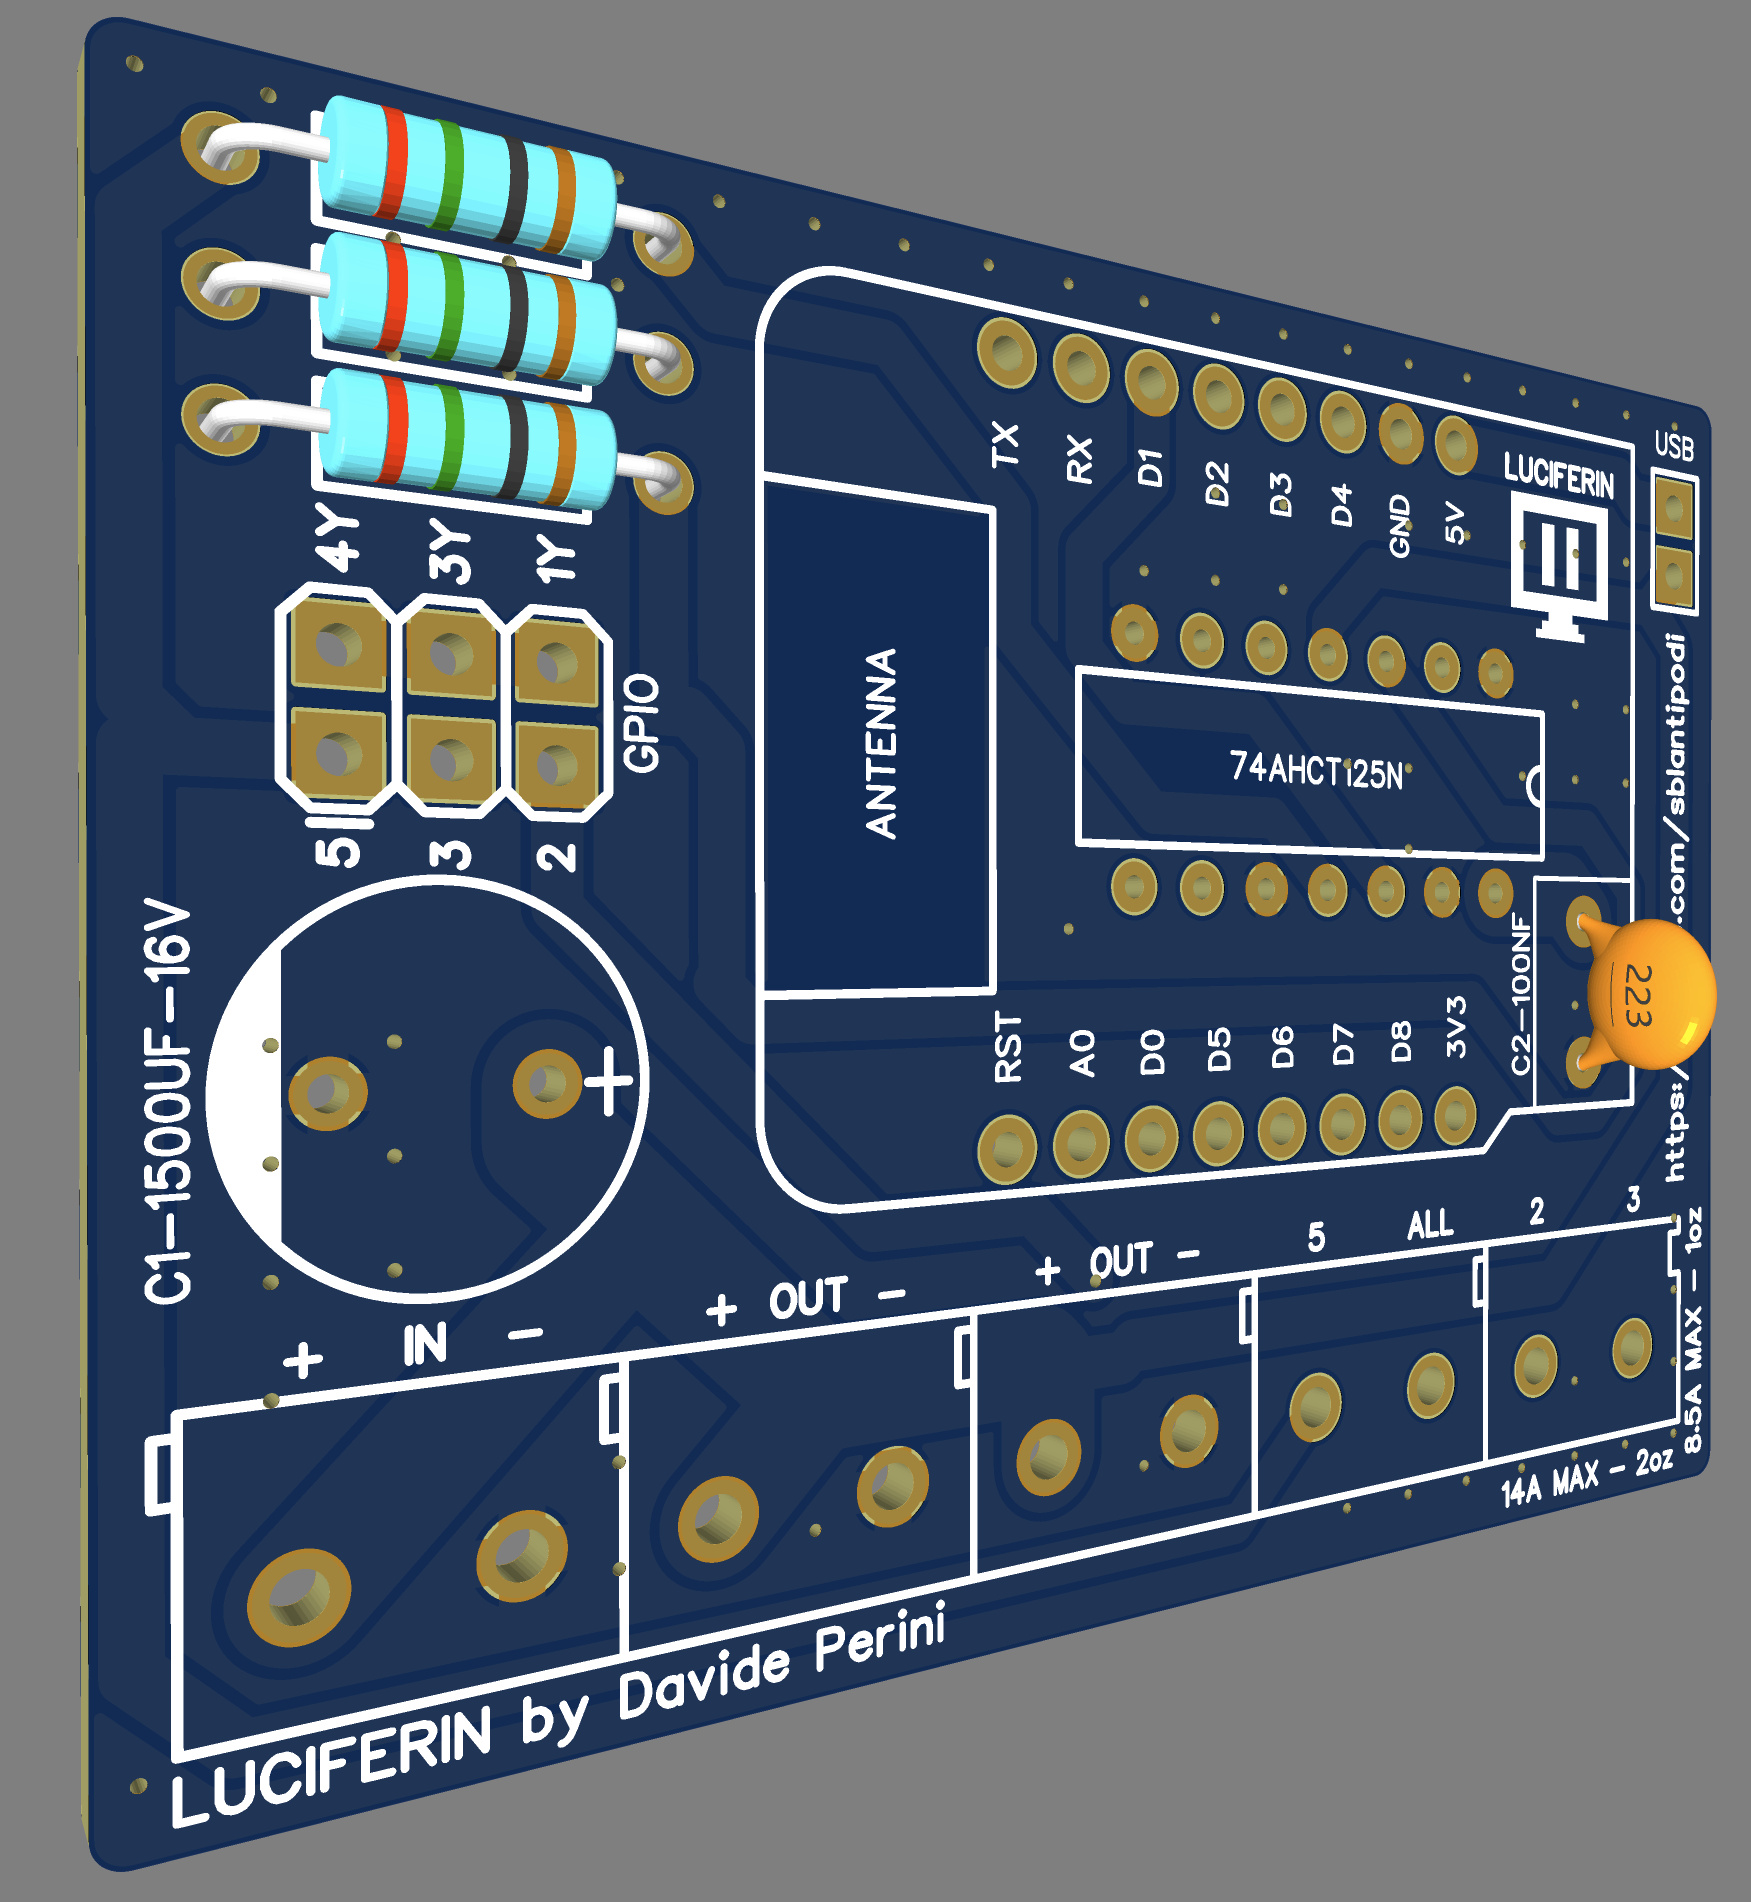 USB
LUCIFERIN
TX
RX
D1
D2
D3
D4
GND
5V
4Y
3Y
1Y
GPIO
5
3
2
ANTENNA
74AHCT125N
C1-1500UF-16V
+
RST
A0
D0
D5
D6
D7
D8
3V3
C2-100NF
223
https:/
.com/sblantipodi
+ IN -
+ OUT -
+ OUT -
5
ALL
2
3
8.5A MAX - 1oz
14A MAX - 2oz
LUCIFERIN by Davide Perini